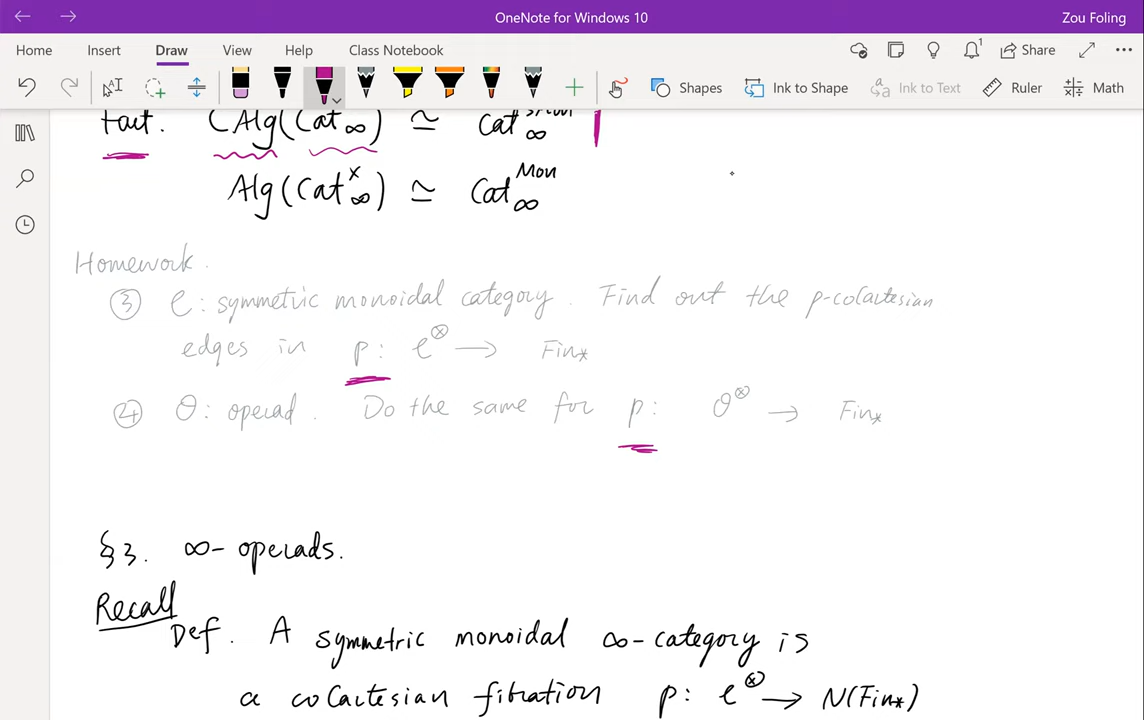 OneNote for Windows 10
Zou Foling
Home Insert Draw View Help Class Notebook
1 Share
Shapes Ink to Shape Ink to Text Ruler Math
Fact. CAlg(Cat∞) ≃ Cat∞
Alg(Cat∞^×) ≃ Cat∞^Mon
Homework.
③ C: symmetric monoidal category. Find out the p-coCartesian
edges in p: C^⊗ → Fin*
④ O: operad. Do the same for p: O^⊗ → Fin*
§3. ∞-operads.
Recall
Def. A symmetric monoidal ∞-category is
a coCartesian fibration p: C^⊗ → N(Fin*)